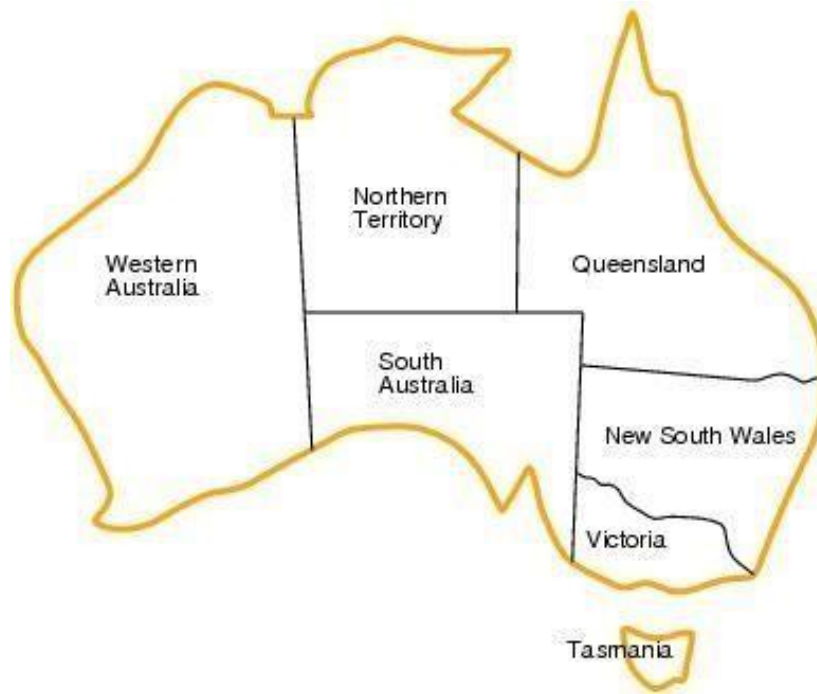 Northern
Territory
Western
Australia
Queensland
South
Australia
New South Wales
Victoria
Tasmania